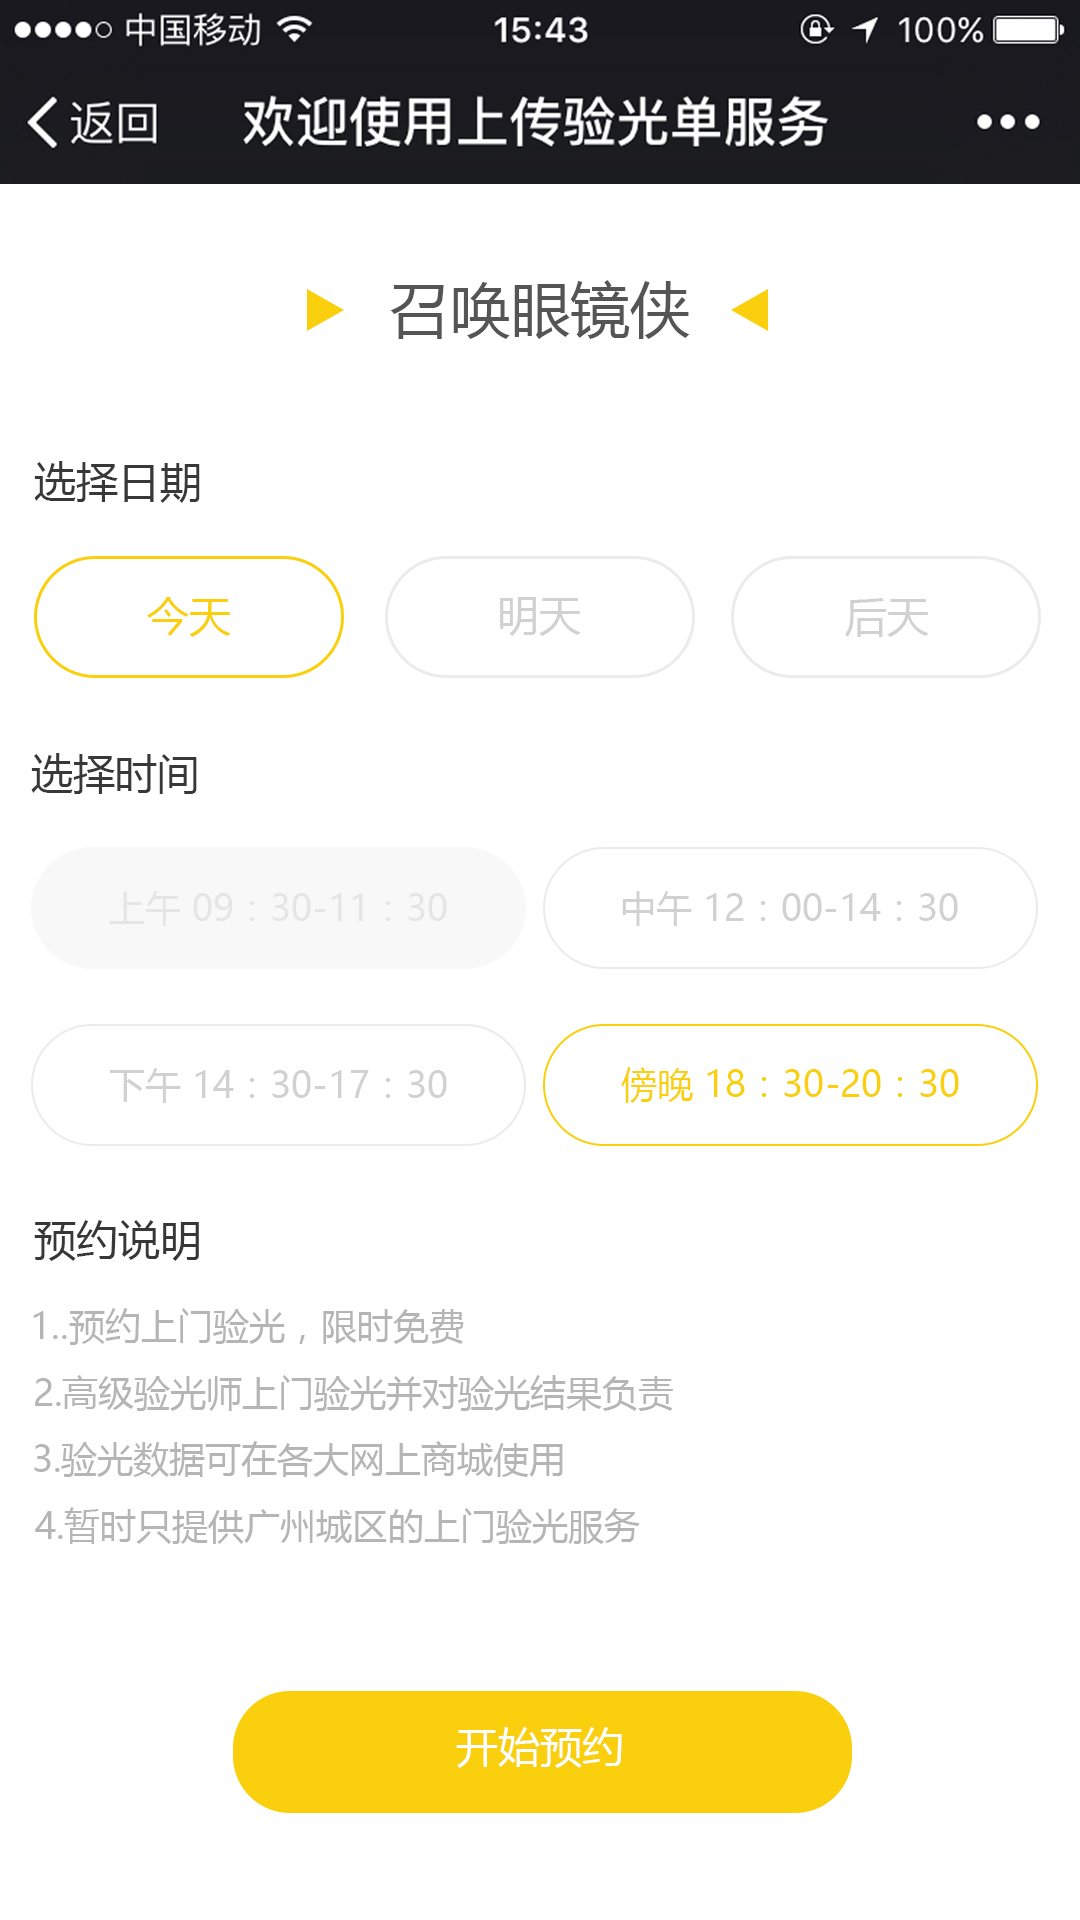 中国移动 15:43 100%
返回 欢迎使用上传验光单服务
召唤眼镜侠
选择日期
今天 明天 后天
选择时间
上午 09：30-11：30 中午 12：00-14：30
下午 14：30-17：30 傍晚 18：30-20：30
预约说明
1..预约上门验光，限时免费
2.高级验光师上门验光并对验光结果负责
3.验光数据可在各大网上商城使用
4.暂时只提供广州城区的上门验光服务
开始预约